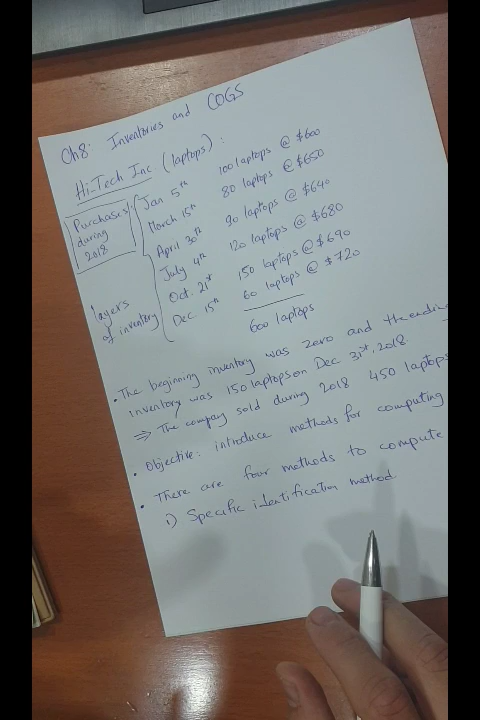 Ch8: Inventories and COGS
Hi-Tech Inc. (laptops) :
Purchases during 2018
Jan 5th 100 laptops @ $600
March 15th 80 laptops @ $650
April 30th 90 laptops @ $640
July 4th 120 laptops @ $680
Oct. 21st 150 laptops @ $690
Dec 15th 60 laptops @ $720
layers of inventory
600 laptops
• The beginning inventory was zero and the ending
inventory was 150 laptops on Dec 31st, 2018.
⇒ The compay sold during 2018 450 laptops
• Objective: introduce methods for computing
• There are four methods to compute
i) Specific identification method